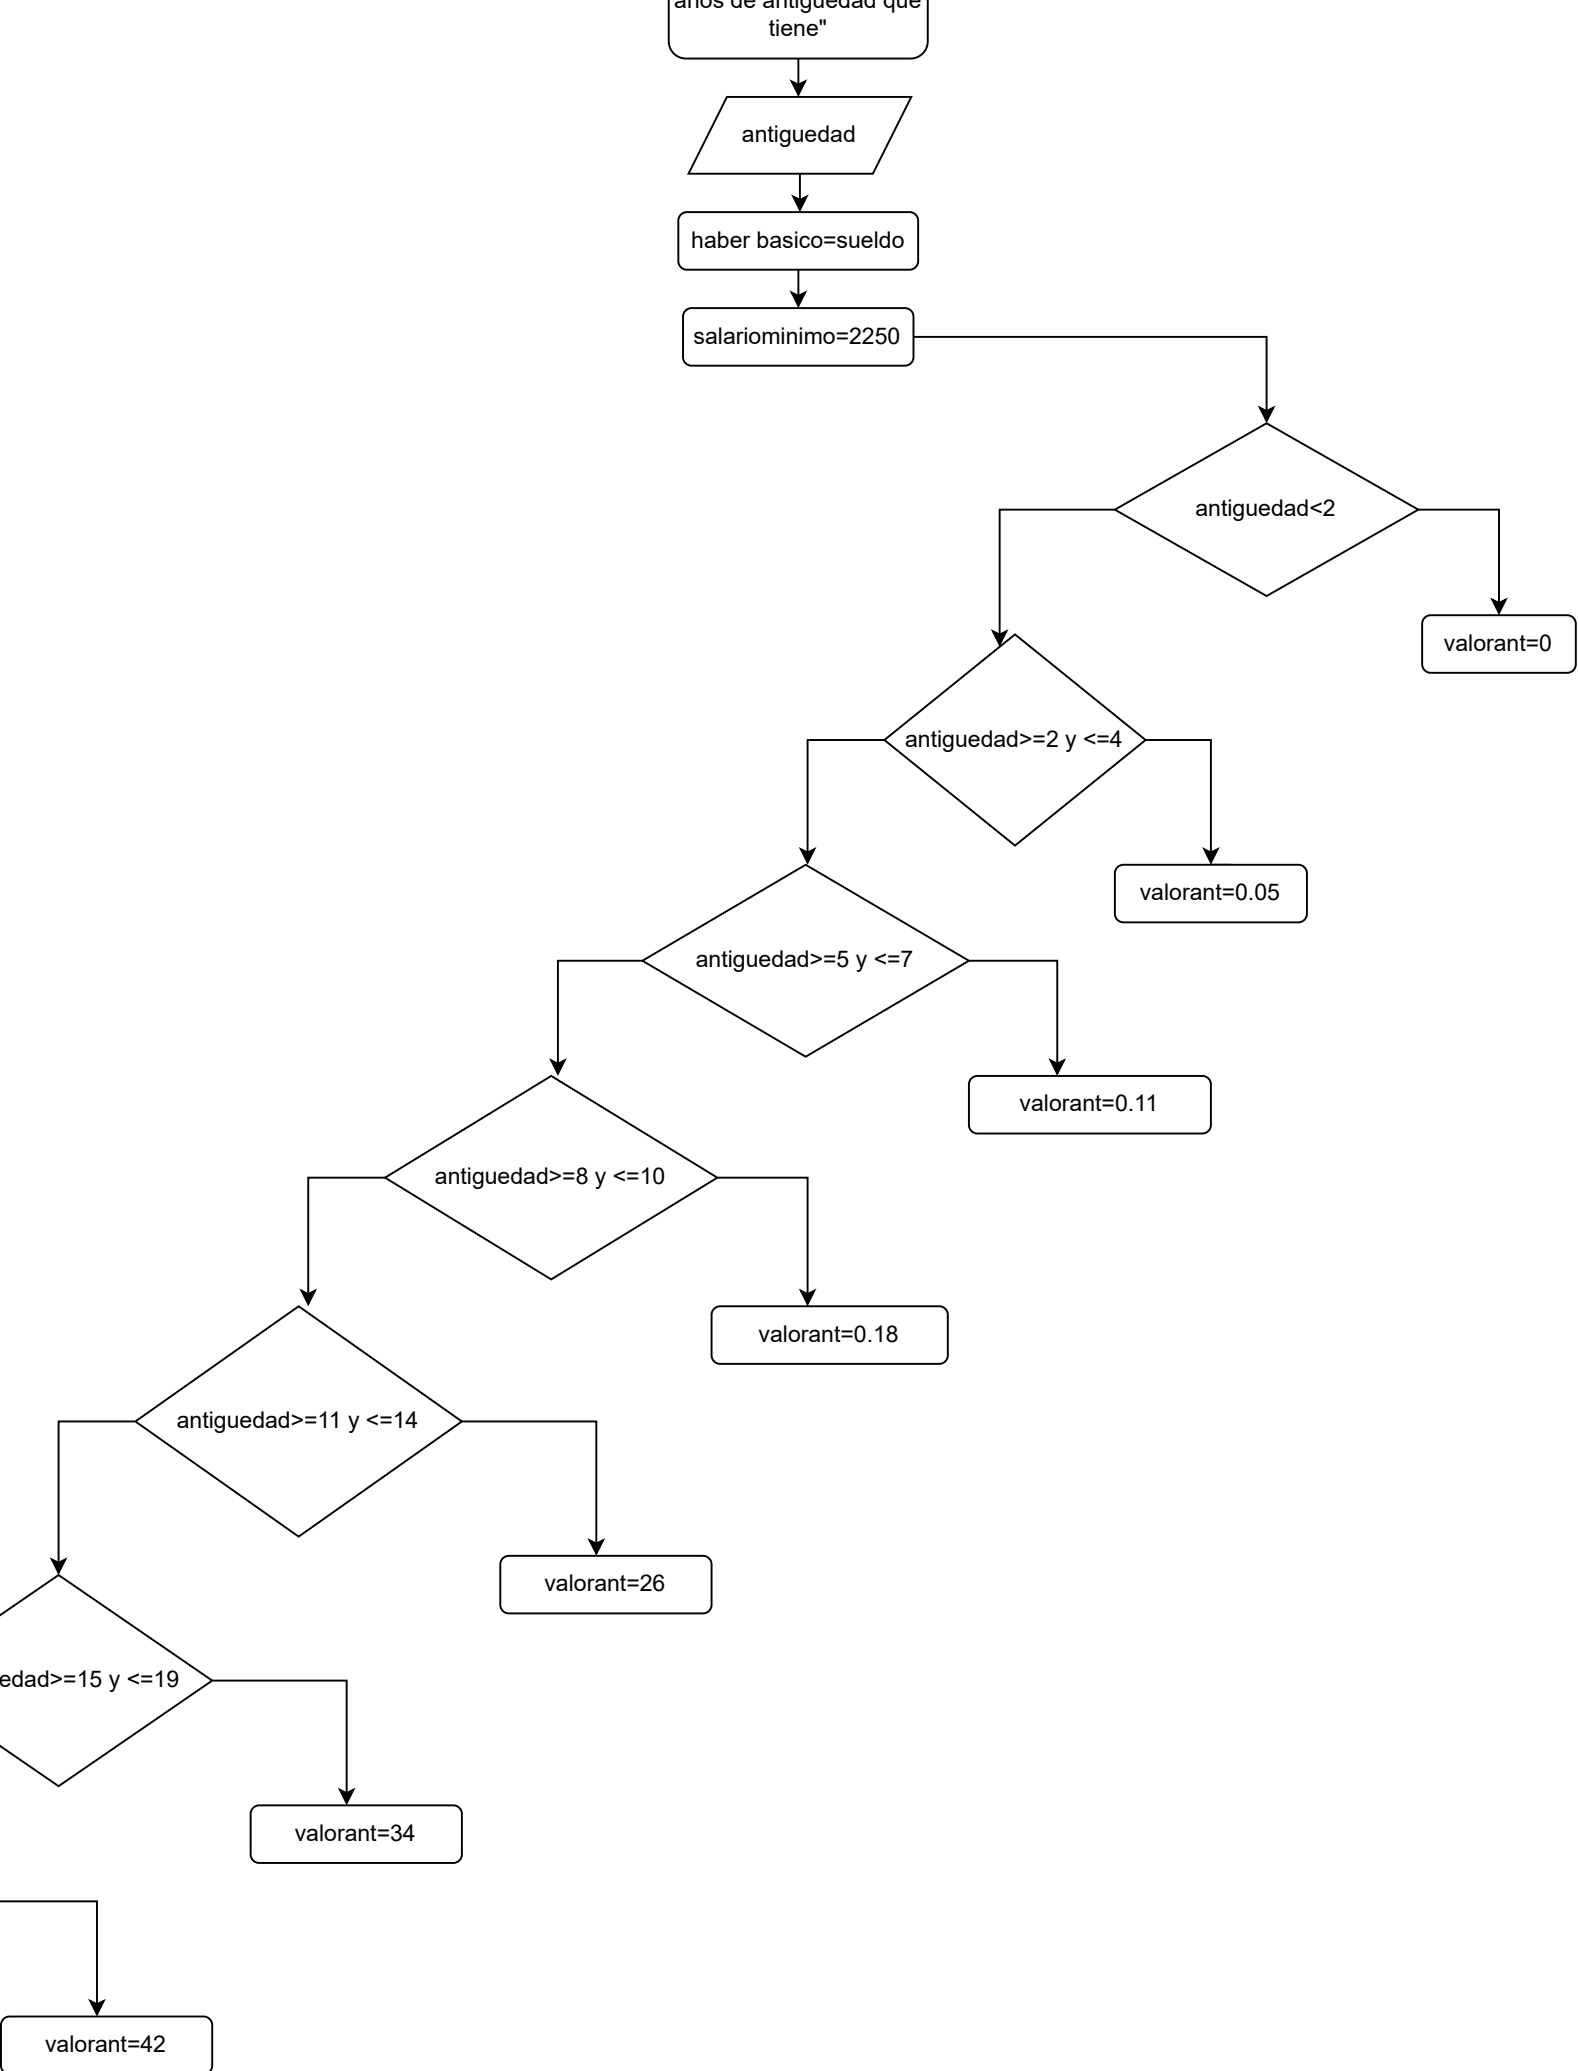 años de antiguedad que
tiene"
antiguedad
haber basico=sueldo
salariominimo=2250
antiguedad<2
valorant=0
antiguedad>=2 y <=4
valorant=0.05
antiguedad>=5 y <=7
valorant=0.11
antiguedad>=8 y <=10
valorant=0.18
antiguedad>=11 y <=14
valorant=26
edad>=15 y <=19
valorant=34
valorant=42